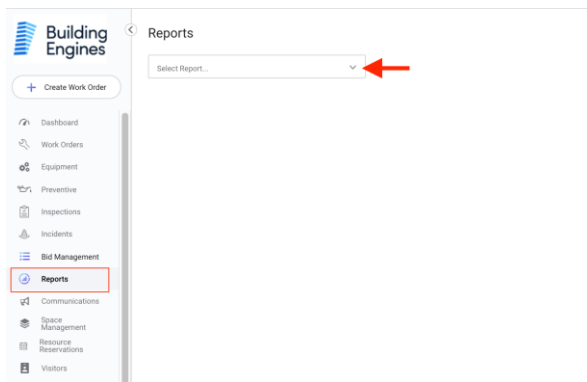 Building
Engines
Reports
Select Report...
Create Work Order
Dashboard
Work Orders
Equipment
Preventive
Inspections
Incidents
Bid Management
Reports
Communications
Space
Management
Resource
Reservations
Visitors